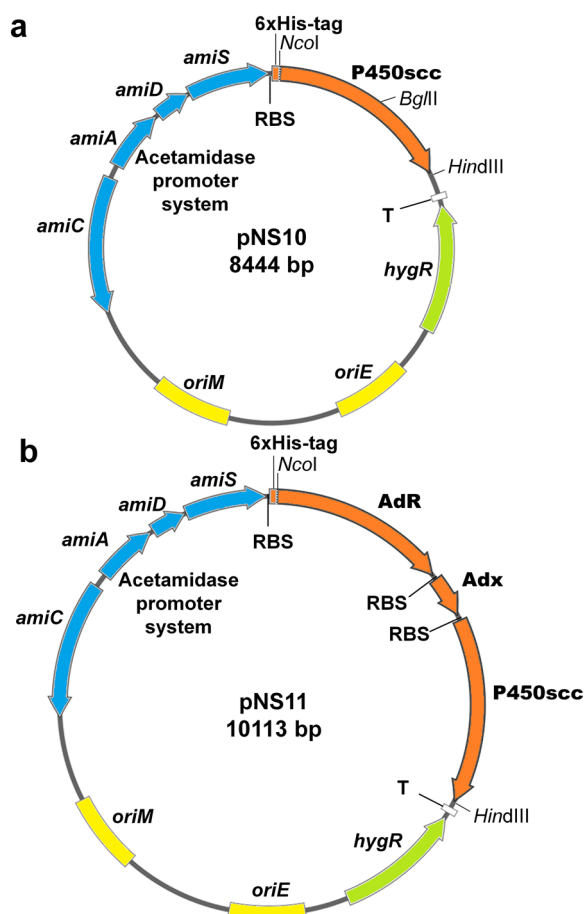 a
6xHis-tag
NcoI
amiS
P450scc
amiD
BglII
RBS
amiA
Acetamidase
promoter
system
HindIII
amiC
T
pNS10
8444 bp
hygR
oriM
oriE
b
6xHis-tag
NcoI
amiS
AdR
amiD
amiA
RBS
Adx
Acetamidase
promoter
system
RBS
amiC
RBS
P450scc
pNS11
10113 bp
T
HindIII
oriM
hygR
oriE